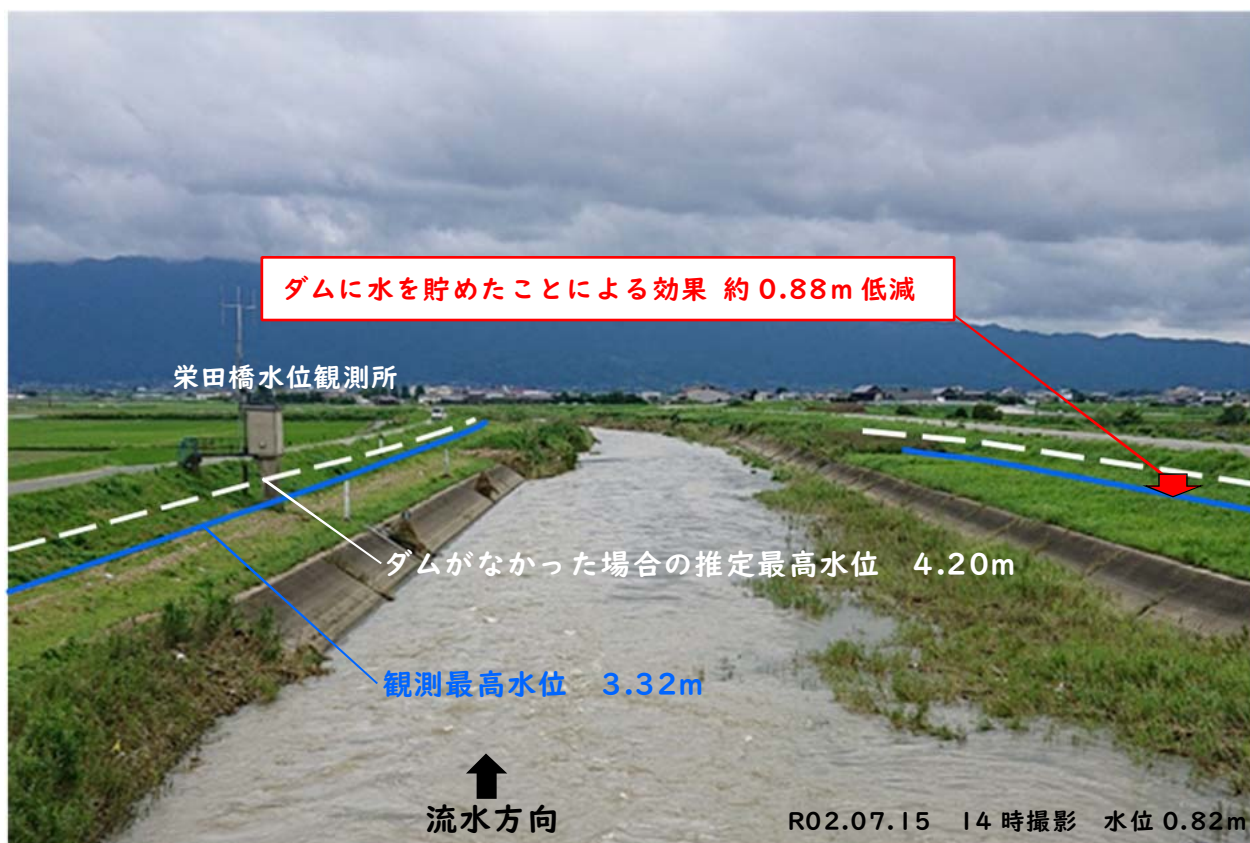 ダムに水を貯めたことによる効果 約0.88m低減
栄田橋水位観測所
ダムがなかった場合の推定最高水位 4.20m
観測最高水位 3.32m
流水方向
R02.07.15 14時撮影 水位0.82m